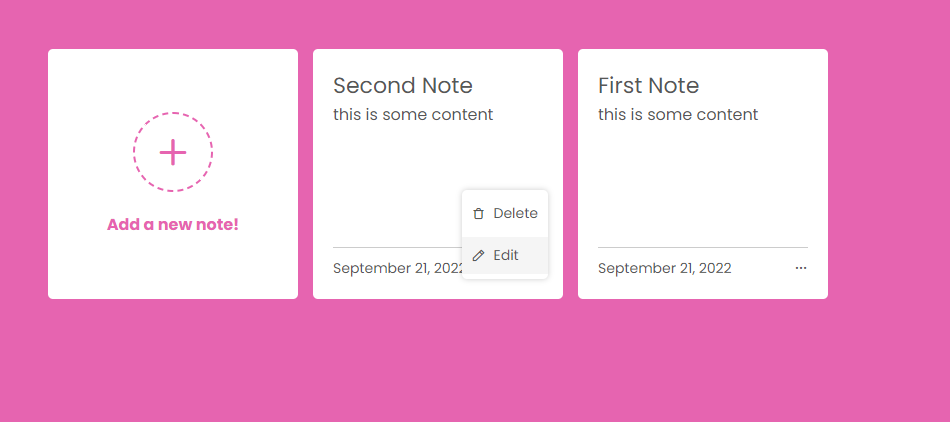 Add a new note!
Second Note
this is some content
Delete
Edit
September 21, 2022
First Note
this is some content
September 21, 2022